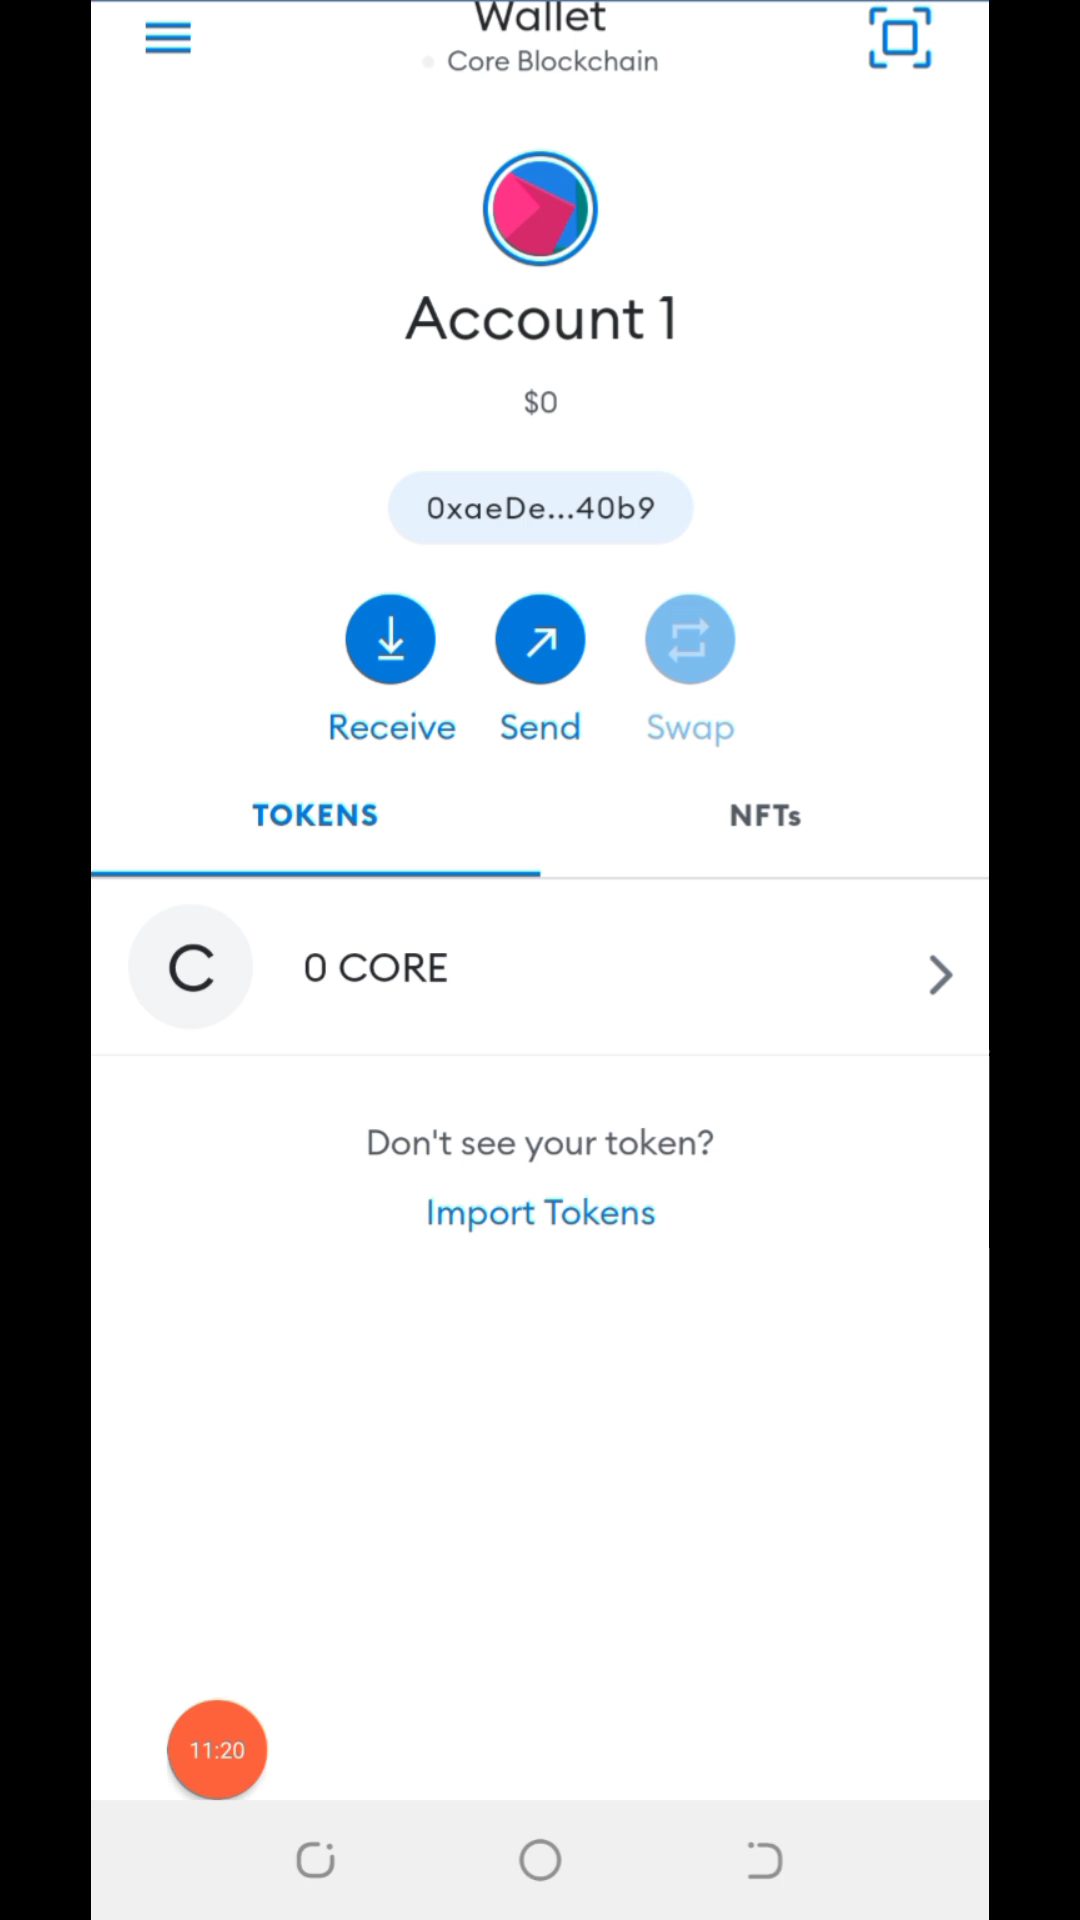 Wallet
Core Blockchain
Account 1
$0
0xaeDe...40b9
Receive Send Swap
TOKENS NFTs
C 0 CORE
Don't see your token?
Import Tokens
11:20